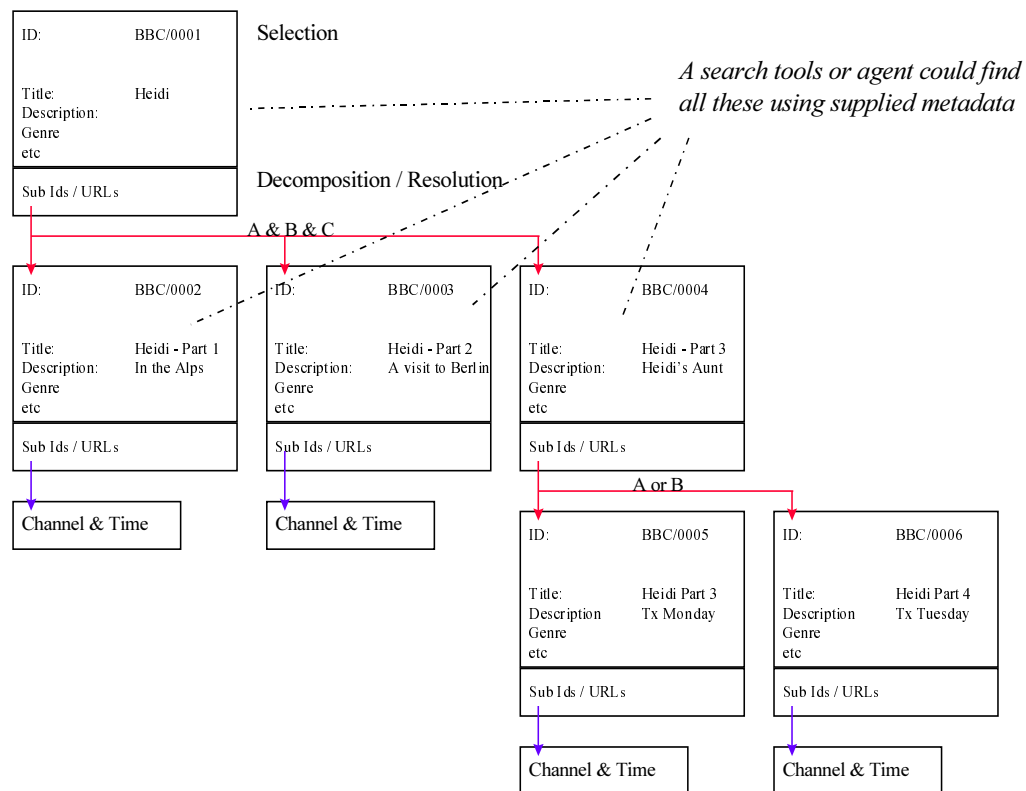 ID: BBC/0001
Selection
A search tools or agent could find
all these using supplied metadata
Title: Heidi
Description:
Genre
etc
Sub Ids / URLs
Decomposition / Resolution
A & B & C
ID: BBC/0002
Title: Heidi - Part 1
Description: In the Alps
Genre
etc
Sub Ids / URLs
Channel & Time
ID: BBC/0003
Title: Heidi - Part 2
Description: A visit to Berlin
Genre
etc
Sub Ids / URLs
Channel & Time
ID: BBC/0004
Title: Heidi - Part 3
Description: Heidi's Aunt
Genre
etc
Sub Ids / URLs
A or B
ID: BBC/0005
Title: Heidi Part 3
Description Tx Monday
Genre
etc
Sub Ids / URLs
Channel & Time
ID: BBC/0006
Title: Heidi Part 4
Description Tx Tuesday
Genre
etc
Sub Ids / URLs
Channel & Time